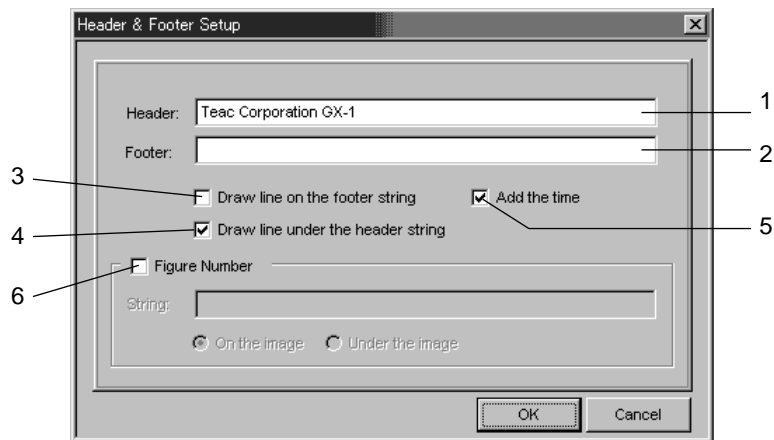 Header & Footer Setup
Header: Teac Corporation GX-1 1
Footer: 2
3 Draw line on the footer string Add the time 5
4 Draw line under the header string
6 Figure Number
String:
On the image Under the image
OK Cancel